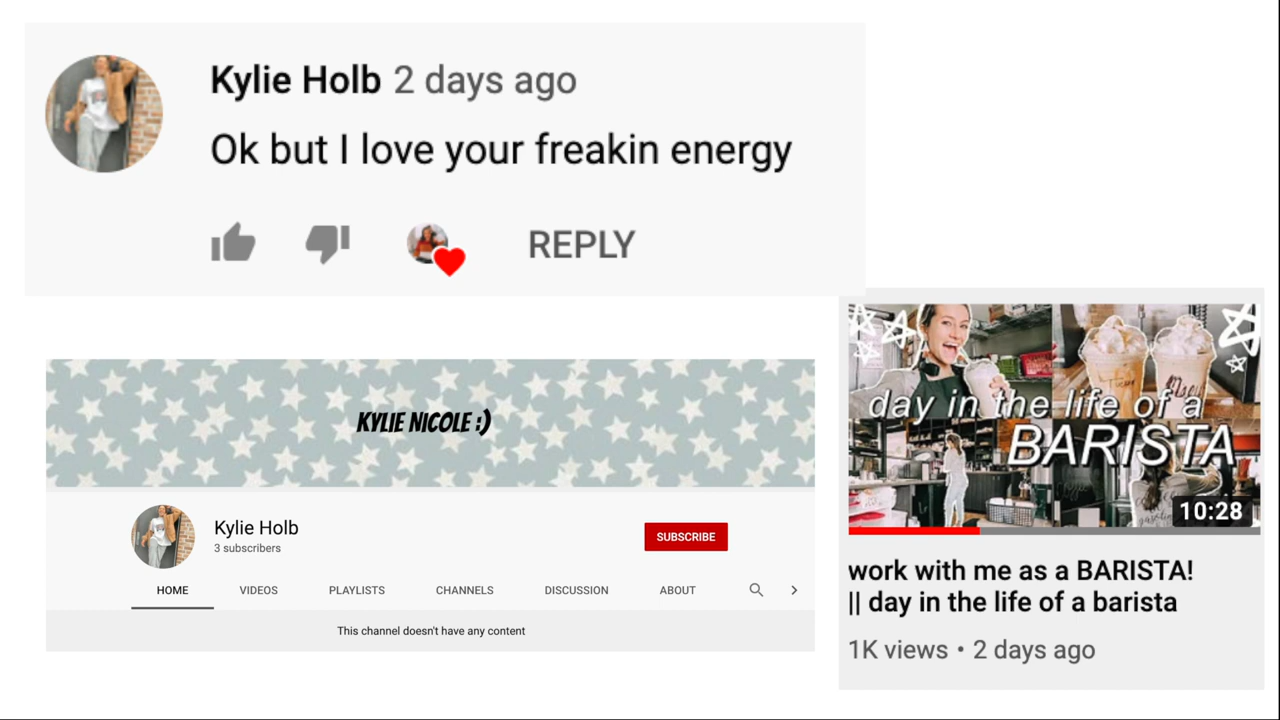 Kylie Holb 2 days ago
Ok but I love your freakin energy
REPLY
KYLIE NICOLE :)
Kylie Holb
3 subscribers
SUBSCRIBE
HOME VIDEOS PLAYLISTS CHANNELS DISCUSSION ABOUT
This channel doesn't have any content
day in the life of a
BARISTA
10:28
work with me as a BARISTA!
|| day in the life of a barista
1K views • 2 days ago